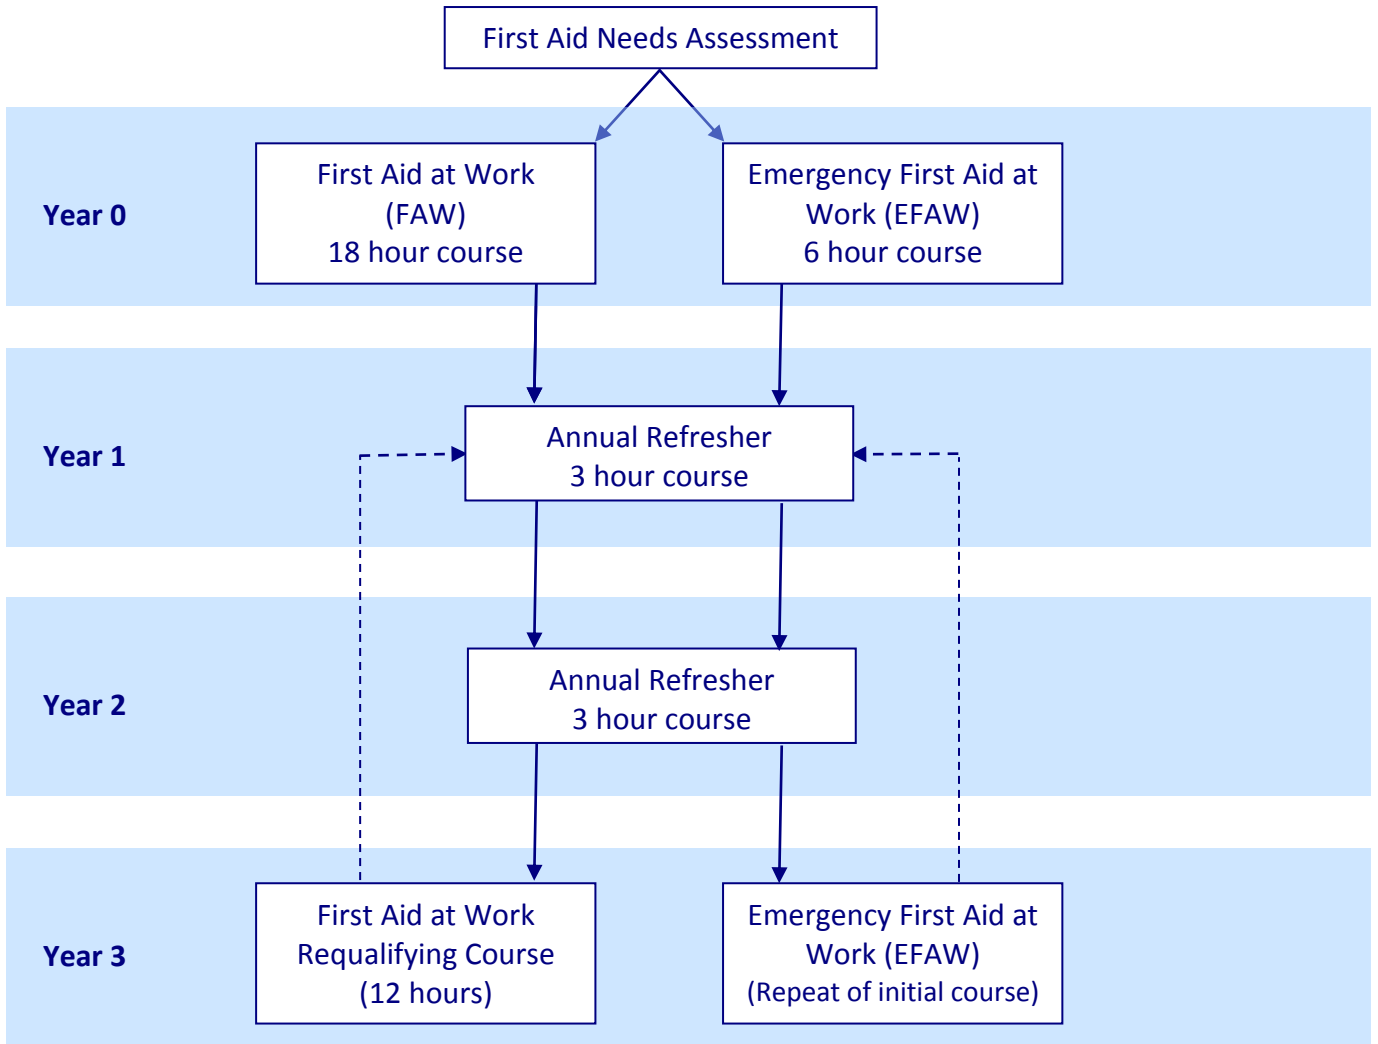 First Aid Needs Assessment
Year 0
First Aid at Work
(FAW)
18 hour course
Emergency First Aid at
Work (EFAW)
6 hour course
Year 1
Annual Refresher
3 hour course
Year 2
Annual Refresher
3 hour course
Year 3
First Aid at Work
Requalifying Course
(12 hours)
Emergency First Aid at
Work (EFAW)
(Repeat of initial course)